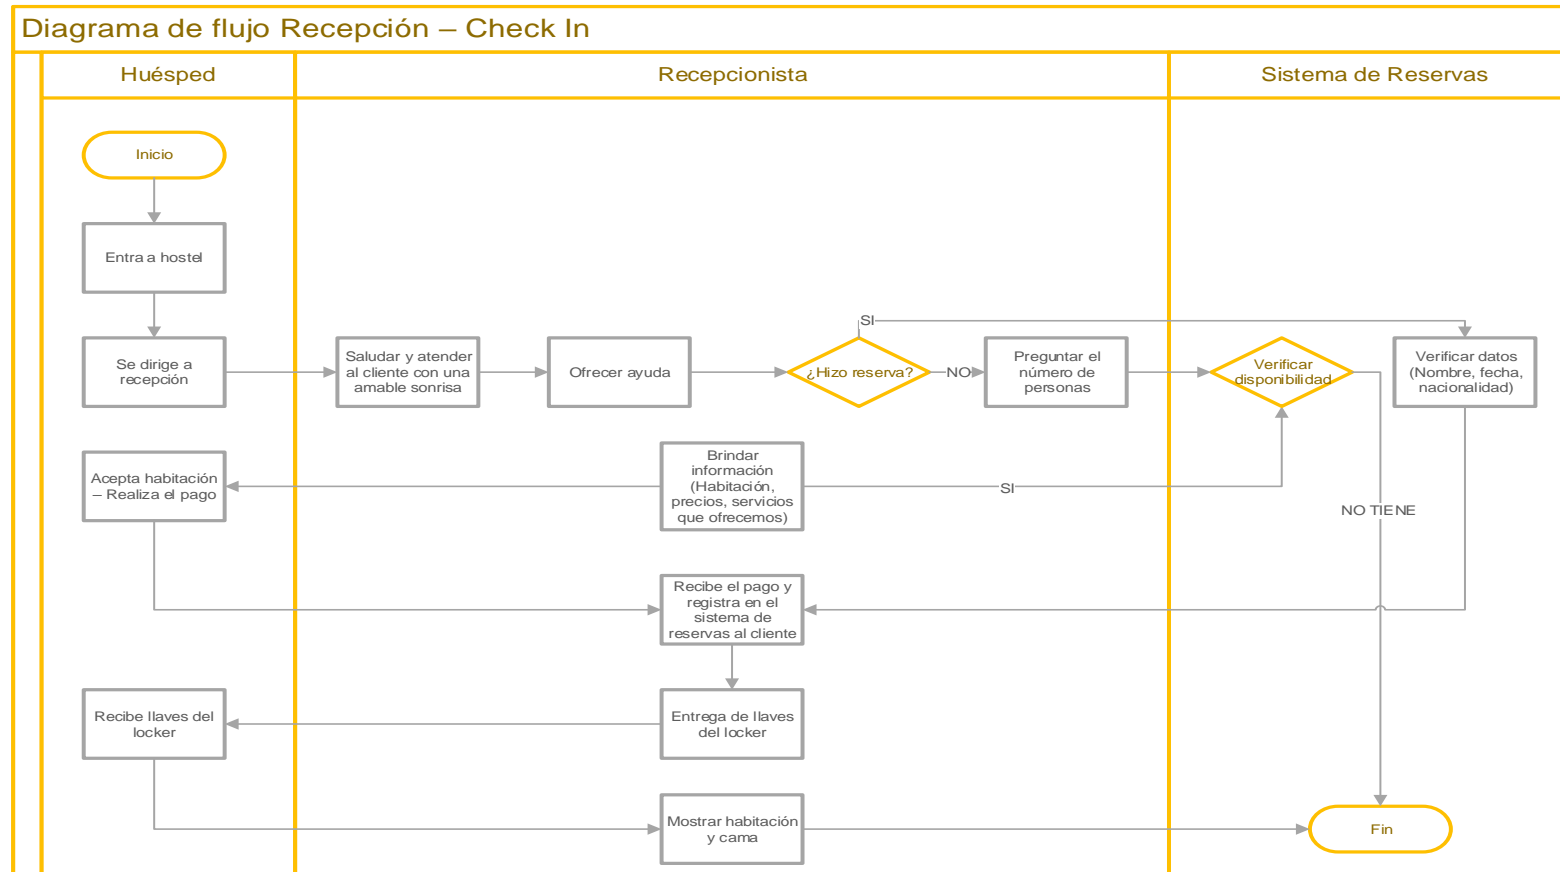 Diagrama de flujo Recepción – Check In
Huésped
Recepcionista
Sistema de Reservas
Inicio
Entra a hostel
Se dirige a
recepción
Saludar y atender
al cliente con una
amable sonrisa
Ofrecer ayuda
¿Hizo reserva?
SI
NO
Preguntar el
número de
personas
Verificar
disponibilidad
Verificar datos
(Nombre, fecha,
nacionalidad)
Acepta habitación
– Realiza el pago
Brindar
información
(Habitación,
precios, servicios
que ofrecemos)
SI
NO TIENE
Recibe el pago y
registra en el
sistema de
reservas al cliente
Recibe llaves del
locker
Entrega de llaves
del locker
Mostrar habitación
y cama
Fin